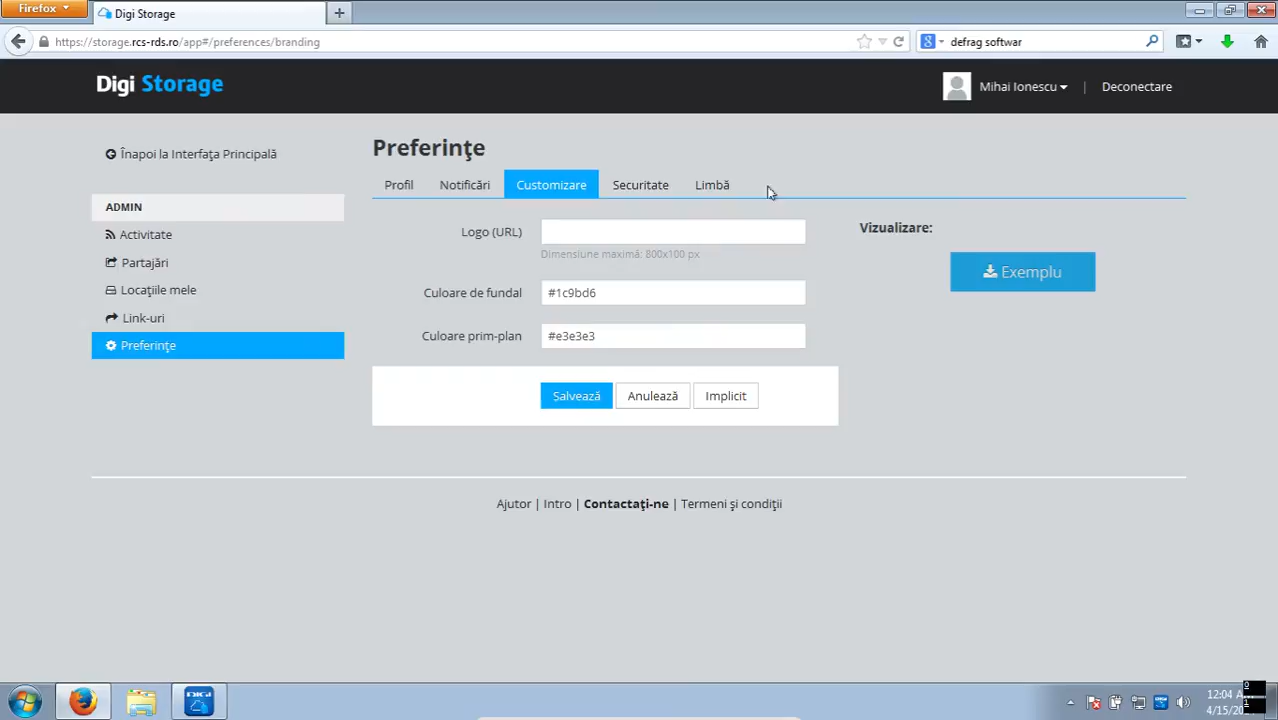 Firefox
Digi Storage
https://storage.rcs-rds.ro/app#/preferences/branding
defrag softwar
Digi Storage
Mihai Ionescu
|
Deconectare
Înapoi la Interfața Principală
ADMIN
Activitate
Partajări
Locațiile mele
Link-uri
Preferințe
Preferințe
Profil
Notificări
Customizare
Securitate
Limbă
Logo (URL)
Dimensiune maximă: 800x100 px
Culoare de fundal
#1c9bd6
Culoare prim-plan
#e3e3e3
Salvează
Anulează
Implicit
Vizualizare:
Exemplu
Ajutor | Intro | Contactați-ne | Termeni și condiții
DIGI
12:04
4/15/